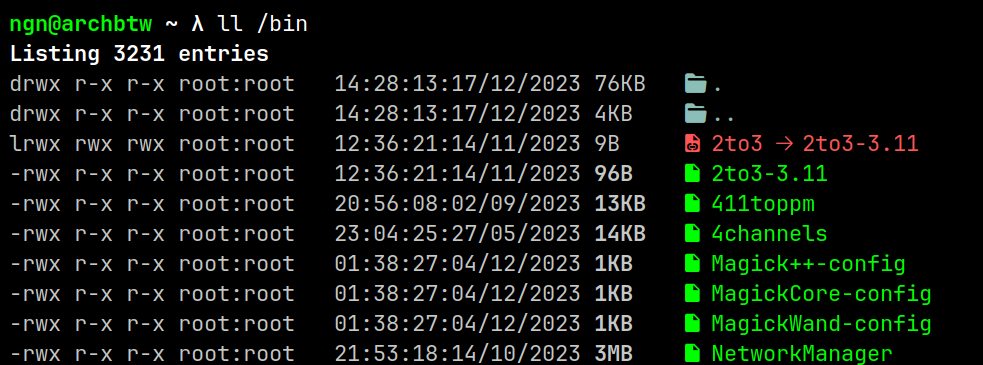 ngn@archbtw ~ λ ll /bin
Listing 3231 entries
drwx r-x r-x root:root 14:28:13:17/12/2023 76KB .
drwx r-x r-x root:root 14:28:13:17/12/2023 4KB ..
lrwx rwx rwx root:root 12:36:21:14/11/2023 9B 2to3 → 2to3-3.11
-rwx r-x r-x root:root 12:36:21:14/11/2023 96B 2to3-3.11
-rwx r-x r-x root:root 20:56:08:02/09/2023 13KB 411toppm
-rwx r-x r-x root:root 23:04:25:27/05/2023 14KB 4channels
-rwx r-x r-x root:root 01:38:27:04/12/2023 1KB Magick++-config
-rwx r-x r-x root:root 01:38:27:04/12/2023 1KB MagickCore-config
-rwx r-x r-x root:root 01:38:27:04/12/2023 1KB MagickWand-config
-rwx r-x r-x root:root 21:53:18:14/10/2023 3MB NetworkManager